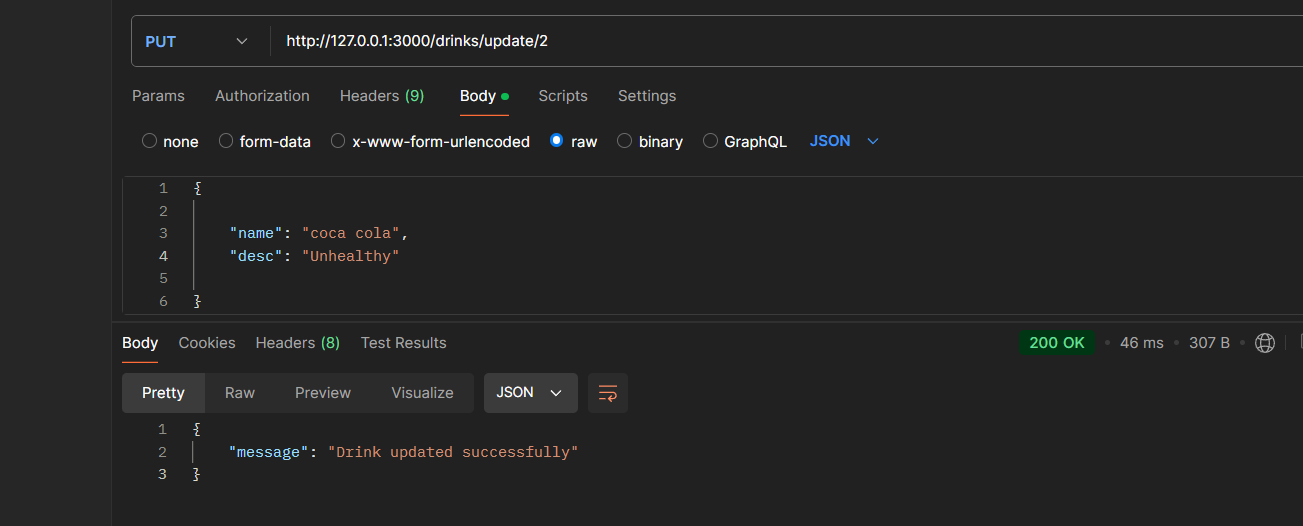 PUT http://127.0.0.1:3000/drinks/update/2
Params Authorization Headers (9) Body Scripts Settings
none form-data x-www-form-urlencoded raw binary GraphQL JSON
1 {
2
3 "name": "coca cola",
4 "desc": "Unhealthy"
5
6 }
Body Cookies Headers (8) Test Results 200 OK 46 ms 307 B
Pretty Raw Preview Visualize JSON
1 {
2 "message": "Drink updated successfully"
3 }